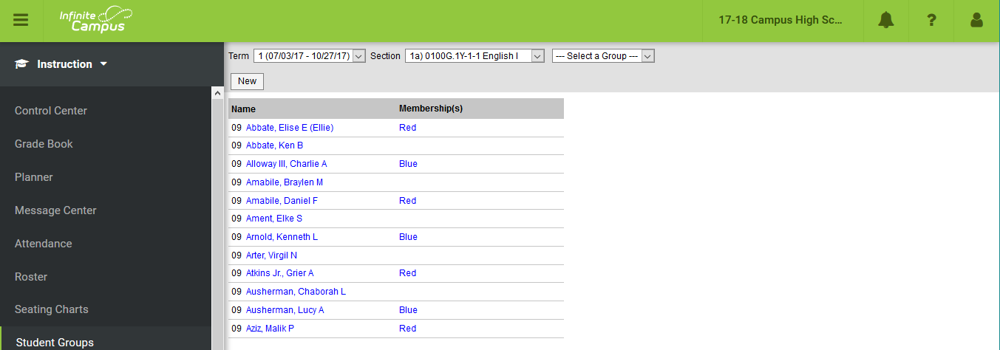 Infinite
Campus
17-18 Campus High Sc...
?
Instruction
Term 1 (07/03/17 - 10/27/17) Section 1a) 0100G.1Y-1-1 English I --- Select a Group ---
New
Control Center
Grade Book
Planner
Message Center
Attendance
Roster
Seating Charts
Student Groups
Name Membership(s)
09 Abbate, Elise E (Ellie) Red
09 Abbate, Ken B
09 Alloway III, Charlie A Blue
09 Amabile, Braylen M
09 Amabile, Daniel F Red
09 Ament, Elke S
09 Arnold, Kenneth L Blue
09 Arter, Virgil N
09 Atkins Jr., Grier A Red
09 Ausherman, Chaborah L
09 Ausherman, Lucy A Blue
09 Aziz, Malik P Red